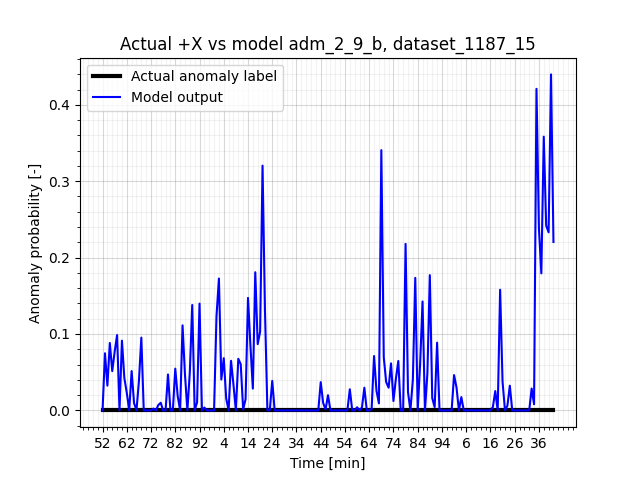 Actual +X vs model adm_2_9_b, dataset_1187_15
Actual anomaly label
Model output
Anomaly probability [-]
0.4
0.3
0.2
0.1
0.0
52 62 72 82 92 4 14 24 34 44 54 64 74 84 94 6 16 26 36
Time [min]